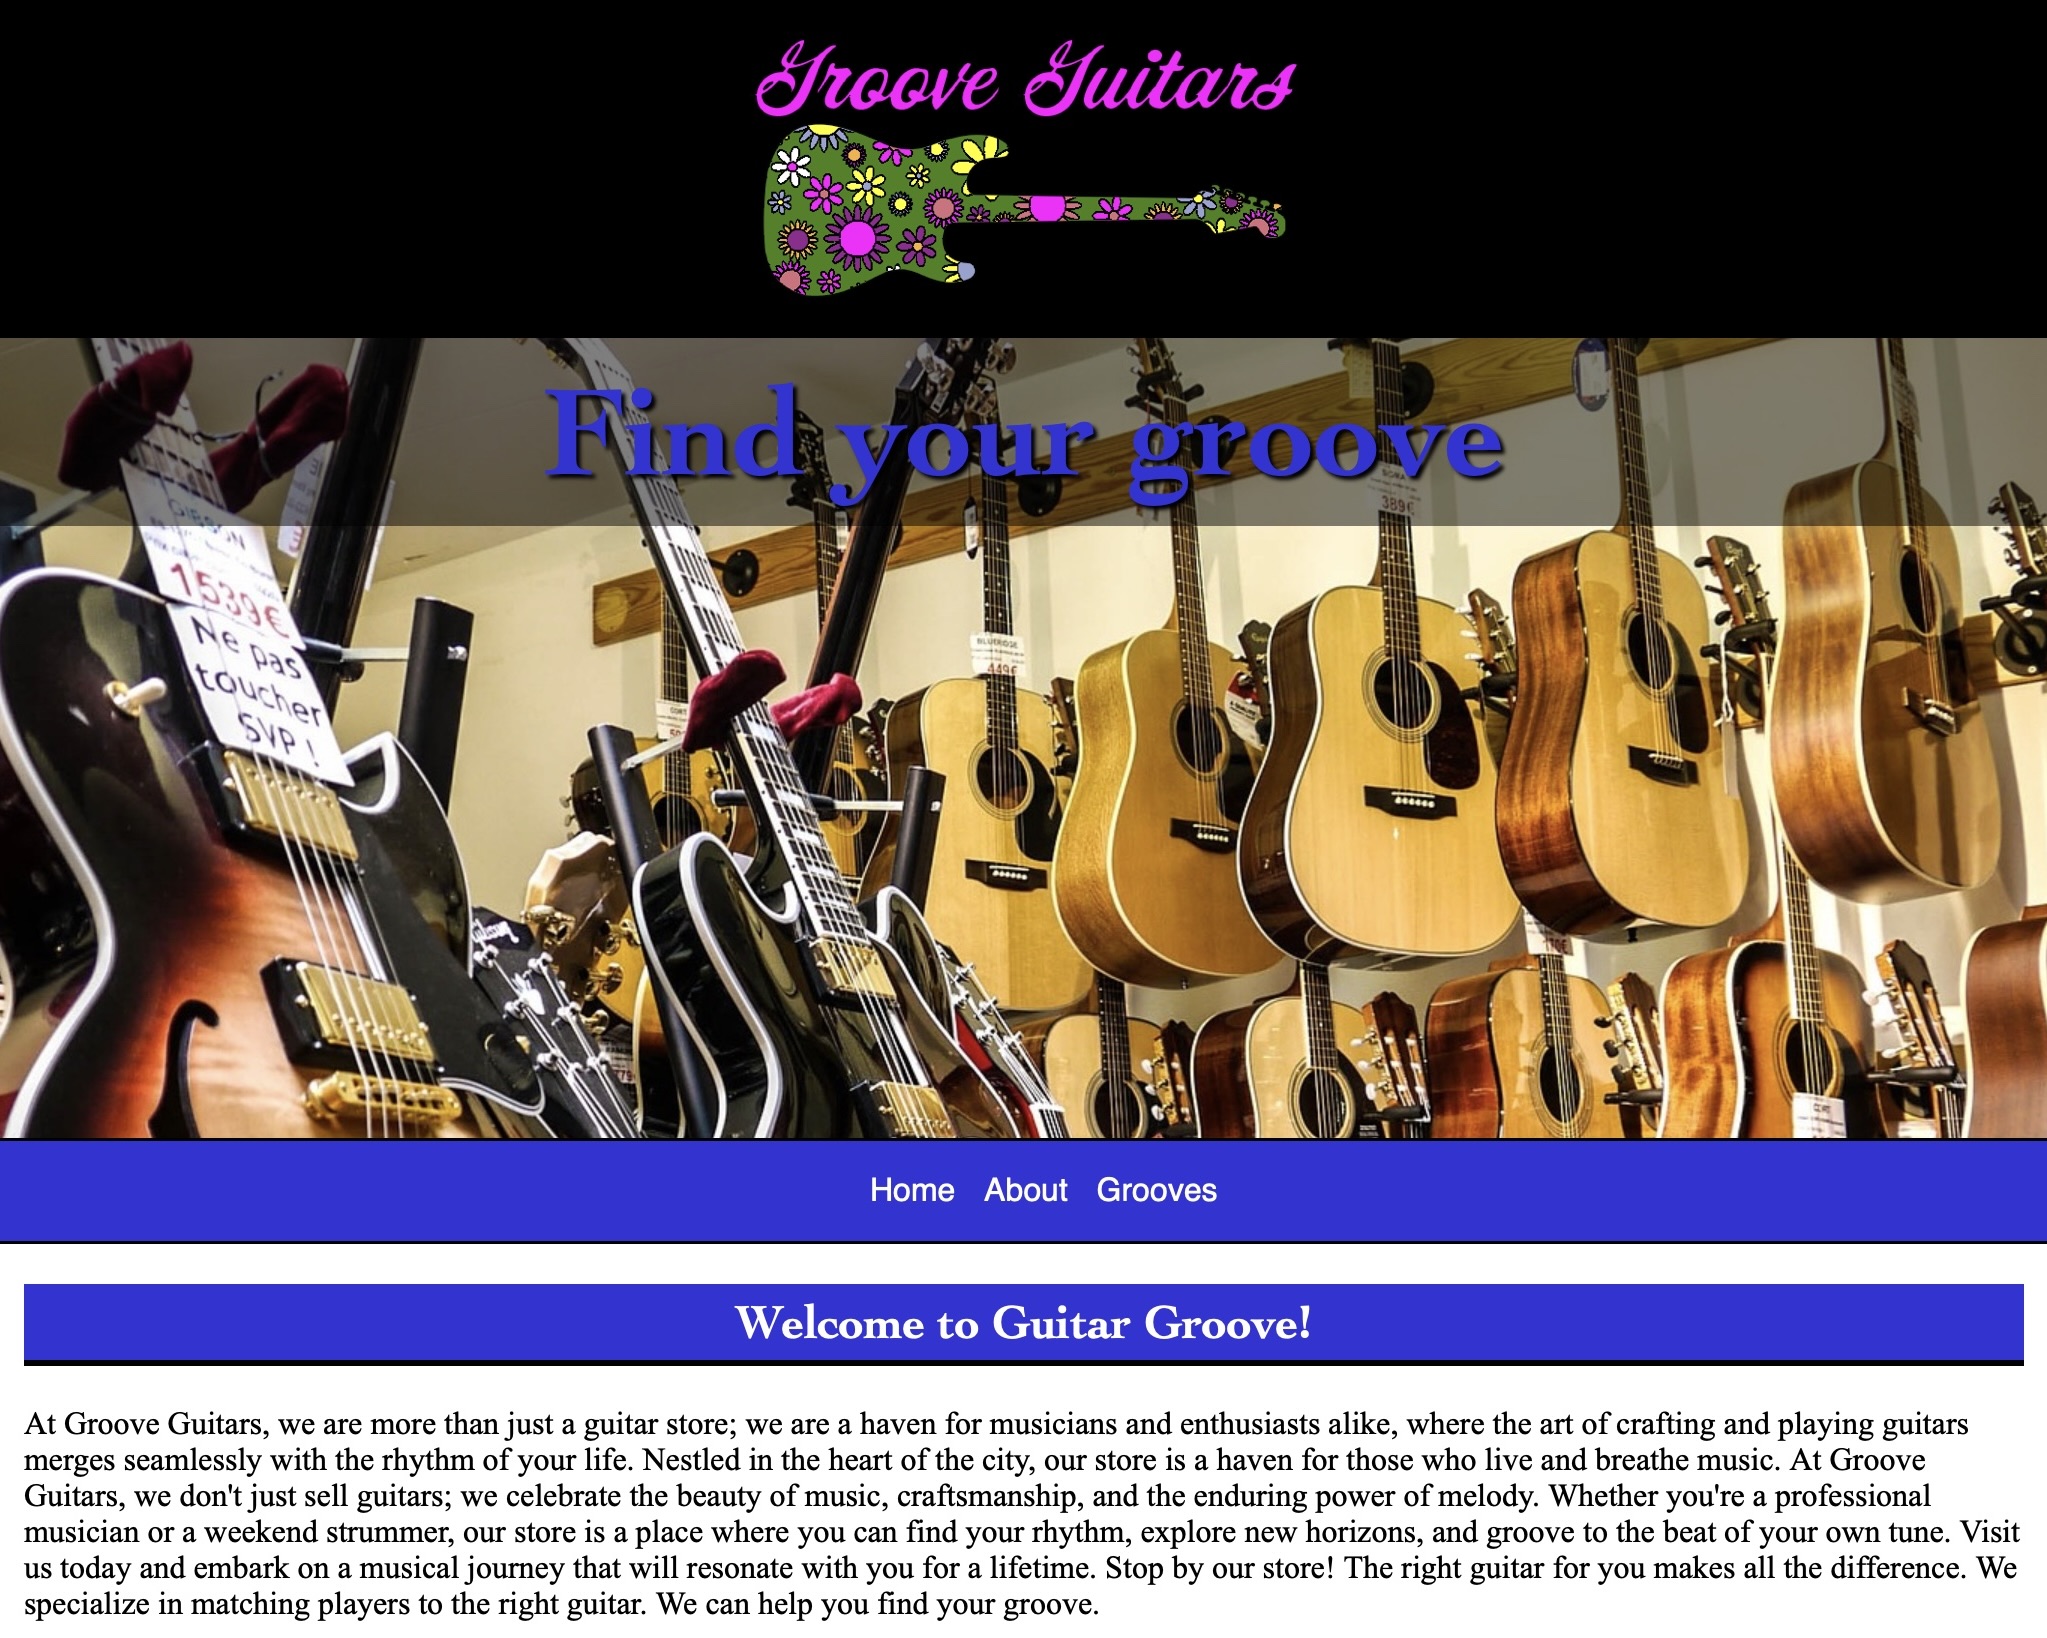 Groove Guitars
Find your groove
GIBSON
1539€
Ne pas
toucher
SVP !
389€
BLUERIDGE
449€
CORT
Gibson
Home About Grooves
Welcome to Guitar Groove!
At Groove Guitars, we are more than just a guitar store; we are a haven for musicians and enthusiasts alike, where the art of crafting and playing guitars
merges seamlessly with the rhythm of your life. Nestled in the heart of the city, our store is a haven for those who live and breathe music. At Groove
Guitars, we don't just sell guitars; we celebrate the beauty of music, craftsmanship, and the enduring power of melody. Whether you're a professional
musician or a weekend strummer, our store is a place where you can find your rhythm, explore new horizons, and groove to the beat of your own tune. Visit
us today and embark on a musical journey that will resonate with you for a lifetime. Stop by our store! The right guitar for you makes all the difference. We
specialize in matching players to the right guitar. We can help you find your groove.